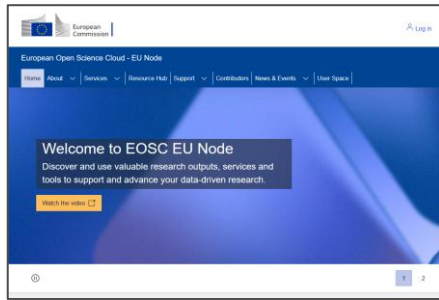 European
Commission
Log in
European Open Science Cloud - EU Node
Home About Services Resource Hub Support Contributors News & Events User Space
Welcome to EOSC EU Node
Discover and use valuable research outputs, services and
tools to support and advance your data-driven research.
Watch the video
1 2